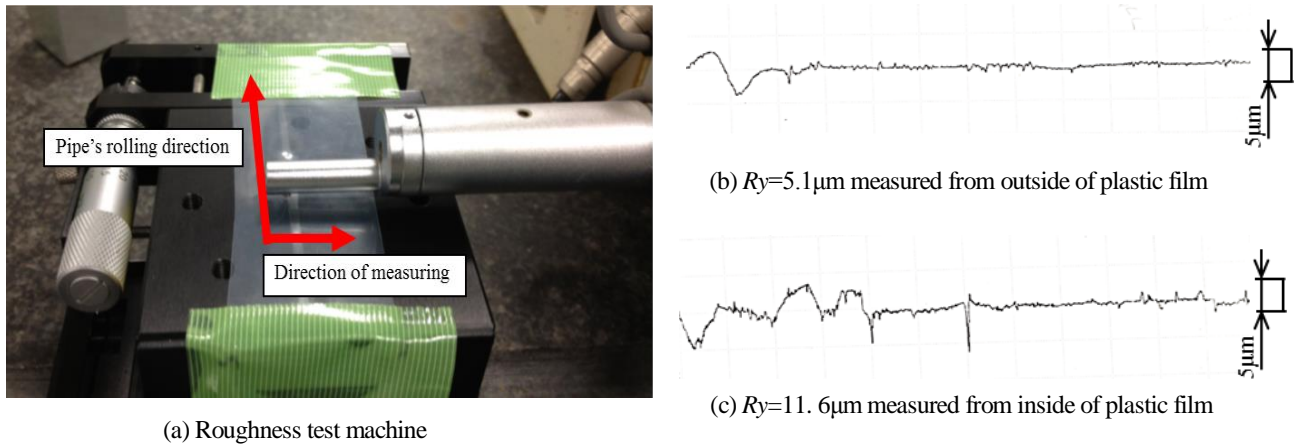 Pipe's rolling direction
Direction of measuring
(a) Roughness test machine
5μm
(b) Ry=5.1μm measured from outside of plastic film
5μm
(c) Ry=11. 6μm measured from inside of plastic film